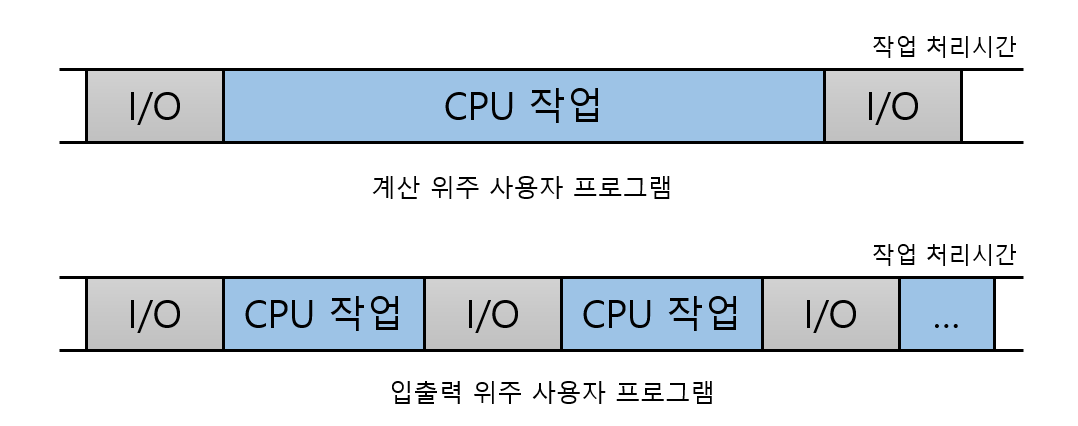 작업 처리시간
I/O CPU 작업 I/O
계산 위주 사용자 프로그램
작업 처리시간
I/O CPU 작업 I/O CPU 작업 I/O ...
입출력 위주 사용자 프로그램